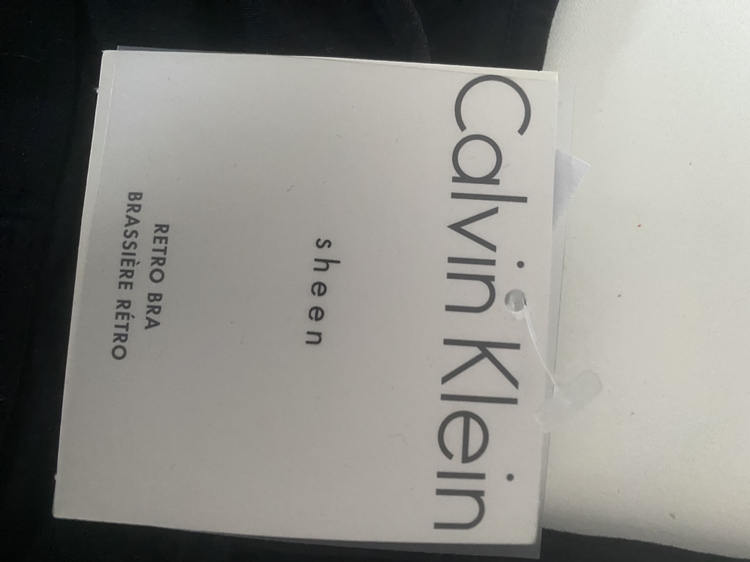 Calvin Klein
sheen
RETRO BRA
BRASSIÈRE RÉTRO